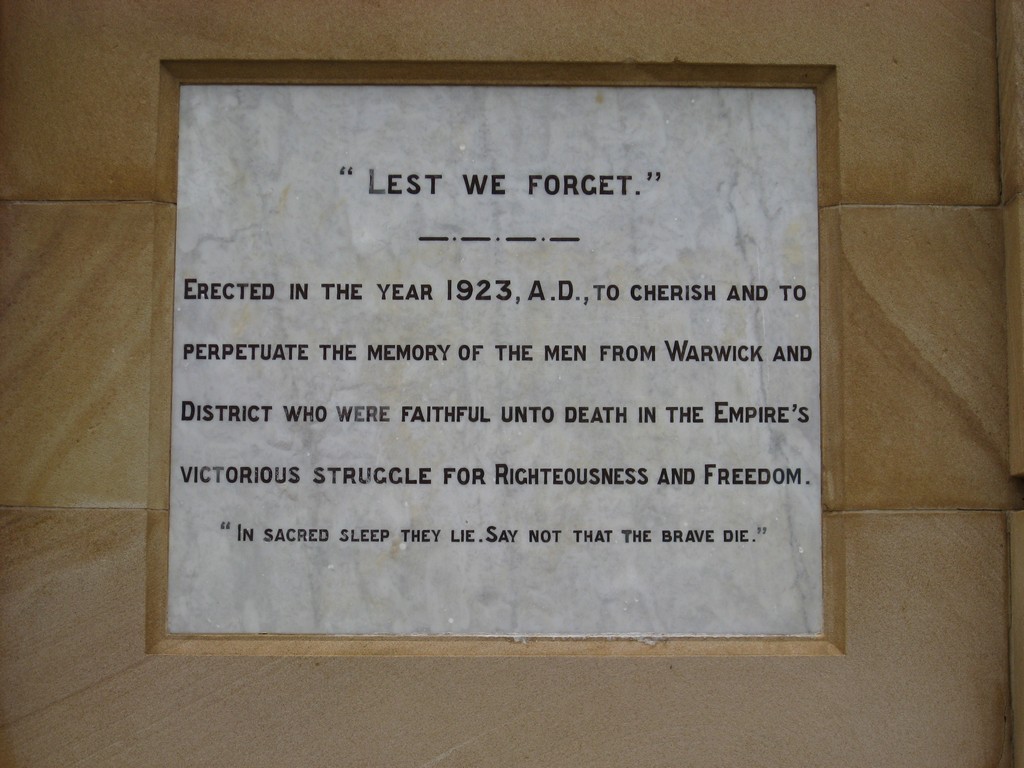 “ LEST WE FORGET.”
ERECTED IN THE YEAR 1923, A.D., TO CHERISH AND TO
PERPETUATE THE MEMORY OF THE MEN FROM WARWICK AND
DISTRICT WHO WERE FAITHFUL UNTO DEATH IN THE EMPIRE'S
VICTORIOUS STRUGGLE FOR RIGHTEOUSNESS AND FREEDOM.
“ IN SACRED SLEEP THEY LIE. SAY NOT THAT THE BRAVE DIE.”